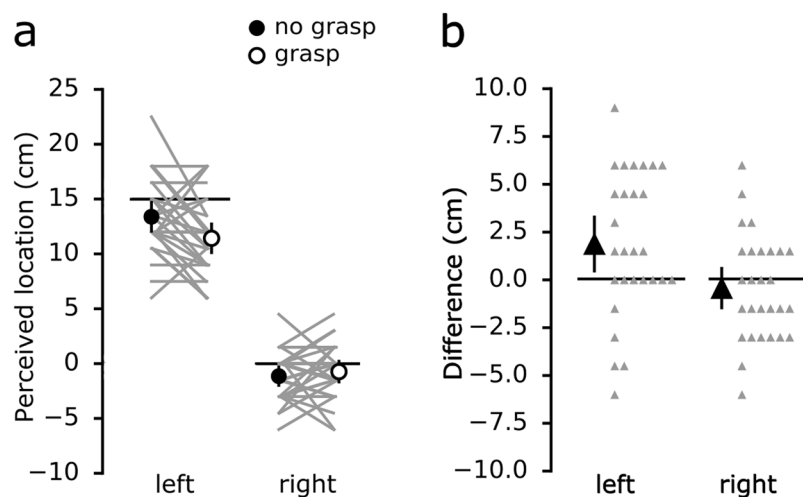 a
no grasp
grasp
Perceived location (cm)
25
20
15
10
5
0
−5
−10
left
right
b
Difference (cm)
10.0
7.5
5.0
2.5
0.0
−2.5
−5.0
−7.5
−10.0
left
right